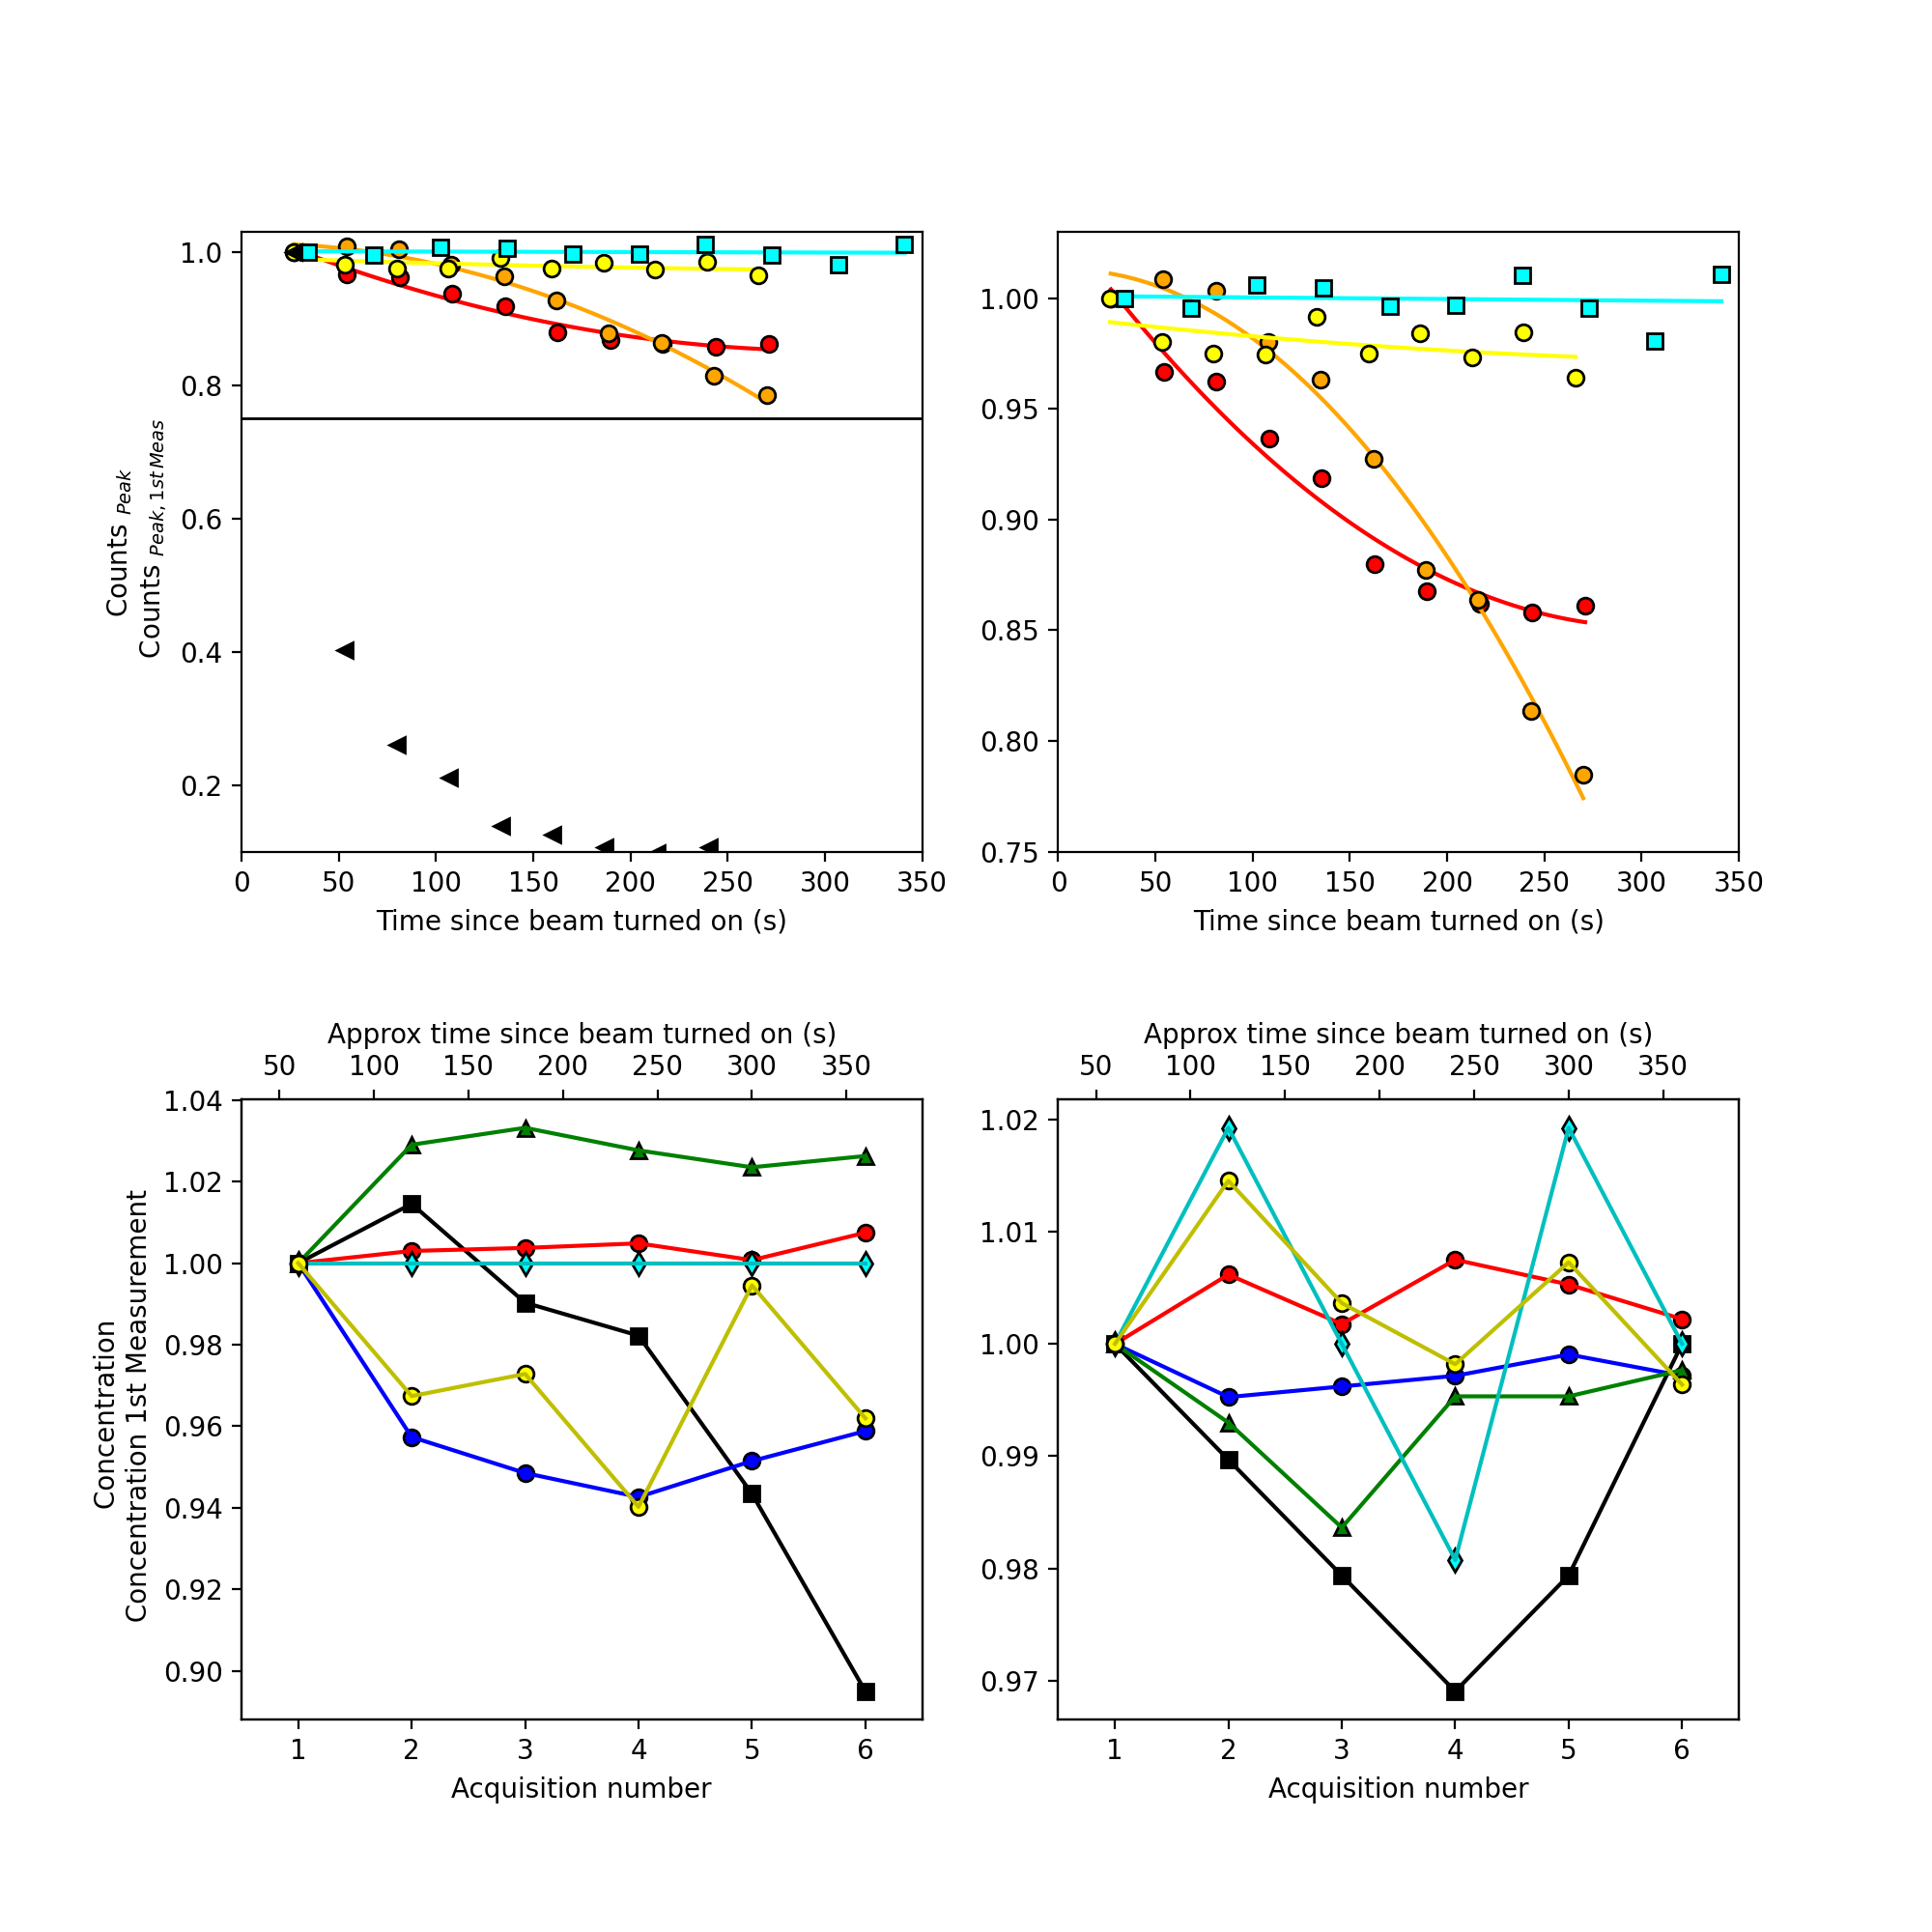 1.0
0.8
0.6
0.4
0.2
Counts Peak
Counts Peak, 1st Meas
0 50 100 150 200 250 300 350
Time since beam turned on (s)
1.00
0.95
0.90
0.85
0.80
0.75
0 50 100 150 200 250 300 350
Time since beam turned on (s)
Approx time since beam turned on (s)
50 100 150 200 250 300 350
1.04
1.02
1.00
0.98
0.96
0.94
0.92
0.90
Concentration
Concentration 1st Measurement
1 2 3 4 5 6
Acquisition number
Approx time since beam turned on (s)
50 100 150 200 250 300 350
1.02
1.01
1.00
0.99
0.98
0.97
1 2 3 4 5 6
Acquisition number